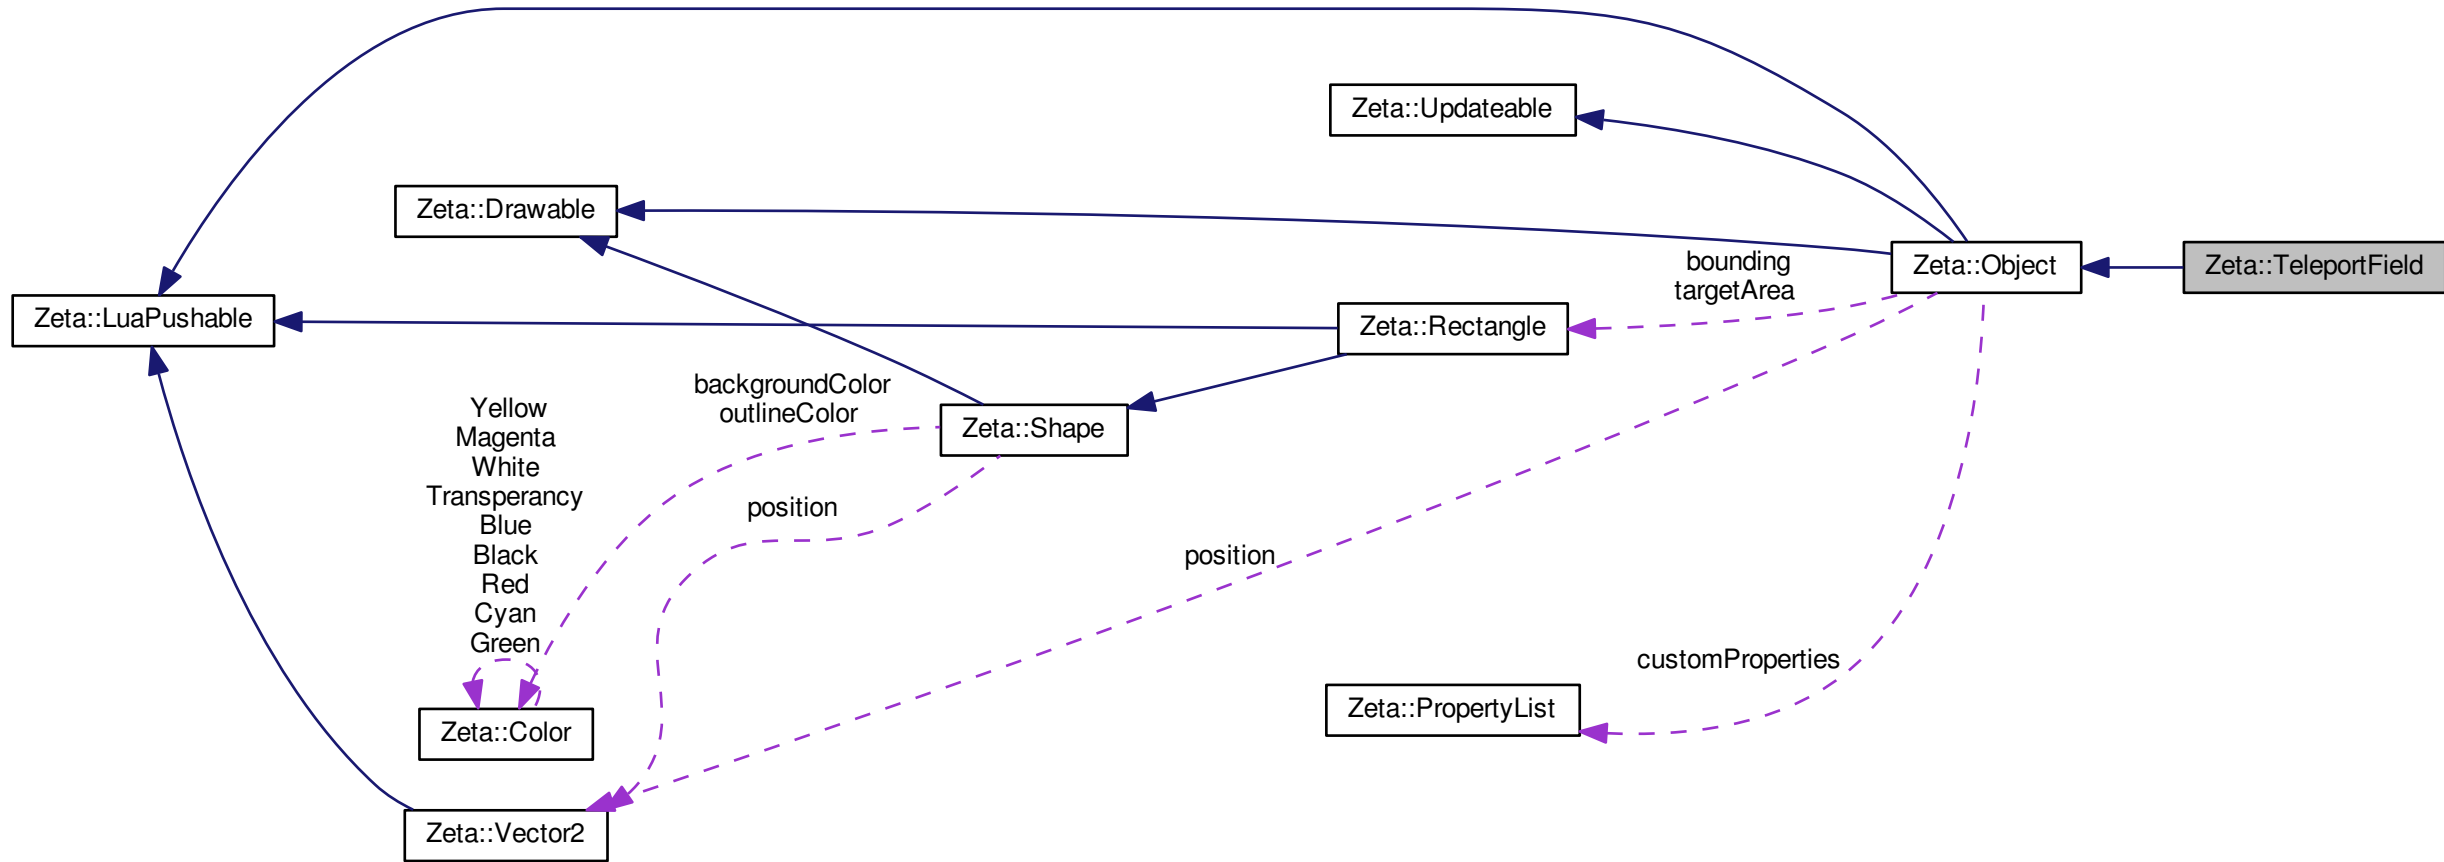 Zeta::Updateable
Zeta::Drawable
Zeta::Object
Zeta::TeleportField
bounding
targetArea
Zeta::LuaPushable
Zeta::Rectangle
backgroundColor
outlineColor
Zeta::Shape
Yellow
Magenta
White
Transperancy
Blue
Black
Red
Cyan
Green
position
position
customProperties
Zeta::Color
Zeta::PropertyList
Zeta::Vector2